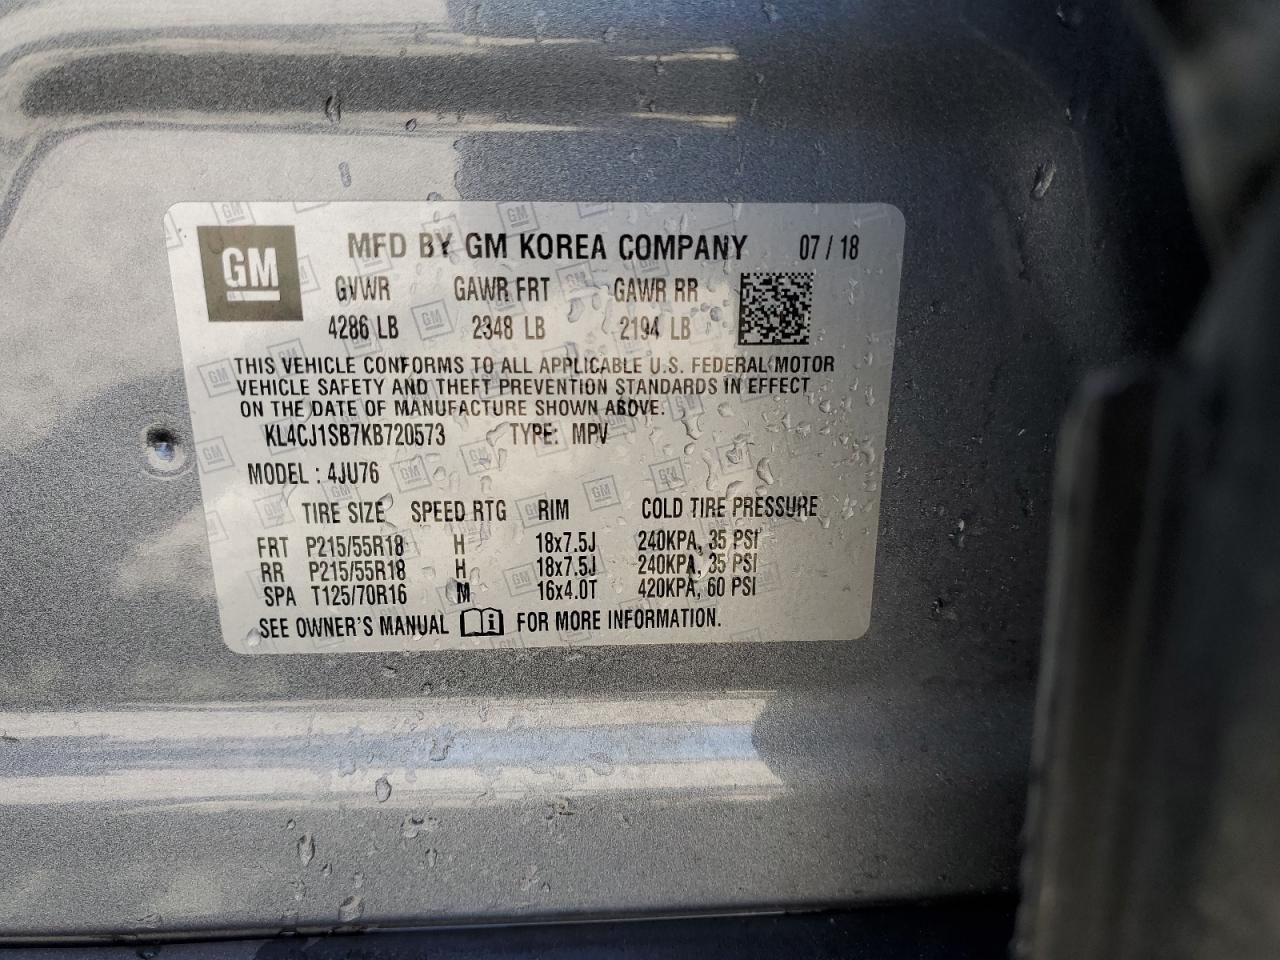 GM MFD BY GM KOREA COMPANY 07 / 18
GVWR GAWR FRT GAWR RR
4286 LB 2348 LB 2194 LB
THIS VEHICLE CONFORMS TO ALL APPLICABLE U.S. FEDERAL MOTOR
VEHICLE SAFETY AND THEFT PREVENTION STANDARDS IN EFFECT
ON THE DATE OF MANUFACTURE SHOWN ABOVE.
KL4CJ1SB7KB720573 TYPE: MPV
MODEL : 4JU76
TIRE SIZE SPEED RTG RIM COLD TIRE PRESSURE
FRT P215/55R18 H 18x7.5J 240KPA, 35 PSI
RR P215/55R18 H 18x7.5J 240KPA, 35 PSI
SPA T125/70R16 M 16x4.0T 420KPA, 60 PSI
SEE OWNER'S MANUAL i FOR MORE INFORMATION.